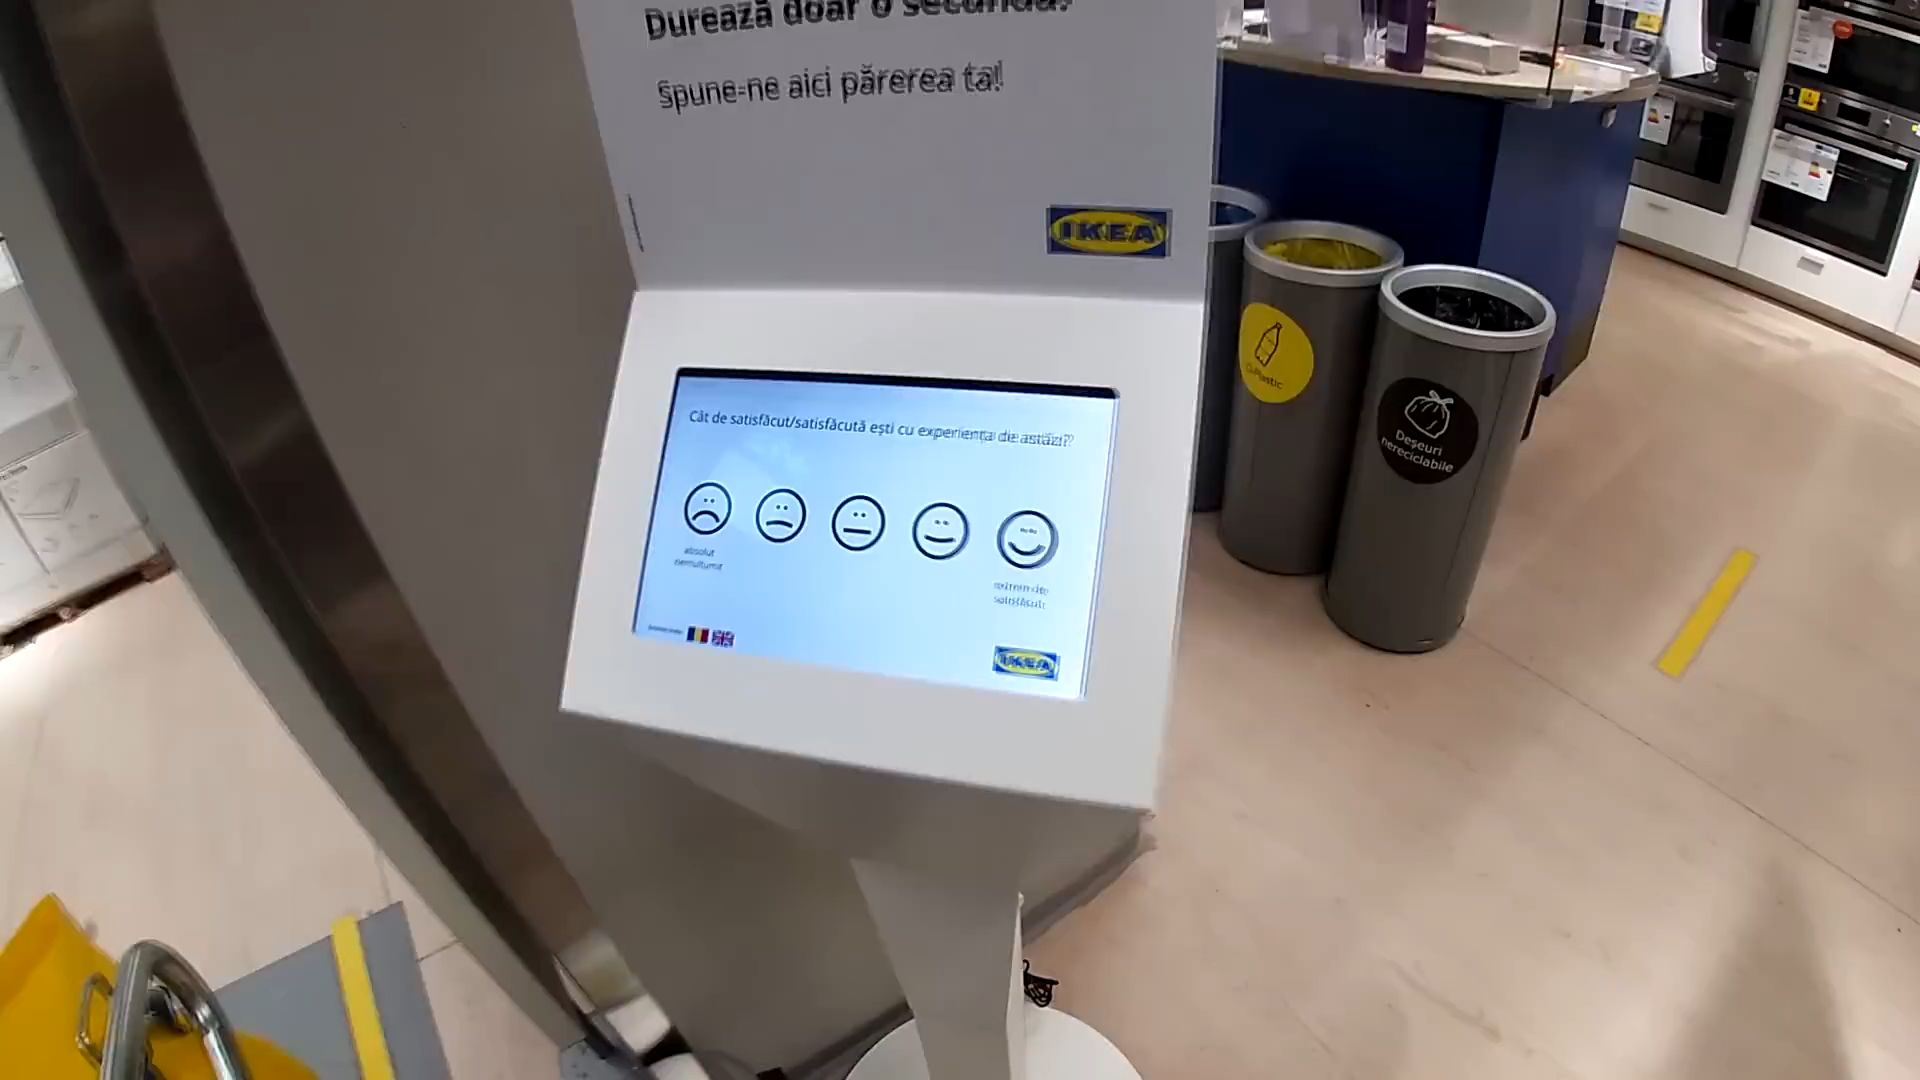 Durează doar o secundă!
Spune-ne aici părerea ta!
IKEA
Cât de satisfăcut/satisfăcută ești cu experiența de astăzi?
absolut
nemulțumit
extrem de
satisfăcut
IKEA
Plastic
Deșeuri
nereciclabile